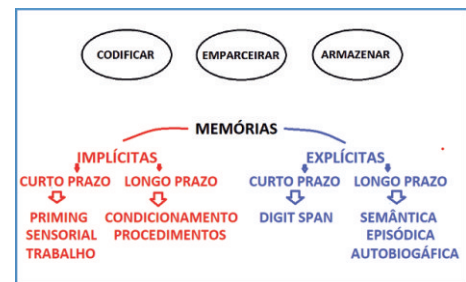 CODIFICAR EMPARCEIRAR ARMAZENAR
MEMÓRIAS
IMPLÍCITAS EXPLÍCITAS
CURTO PRAZO LONGO PRAZO CURTO PRAZO LONGO PRAZO
PRIMING CONDICIONAMENTO DIGIT SPAN SEMÂNTICA
SENSORIAL PROCEDIMENTOS EPISÓDICA
TRABALHO AUTOBIOGÁFICA